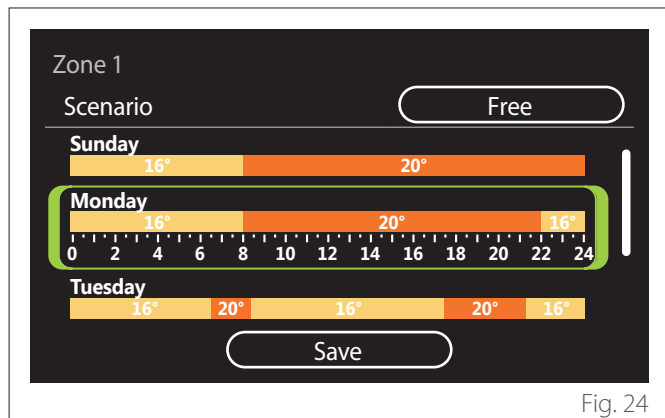 Zone 1
Scenario Free
Sunday
16° 20°
Monday
16° 20° 16°
0 2 4 6 8 10 12 14 16 18 20 22 24
Tuesday
16° 20° 16° 20° 16°
Save
Fig. 24